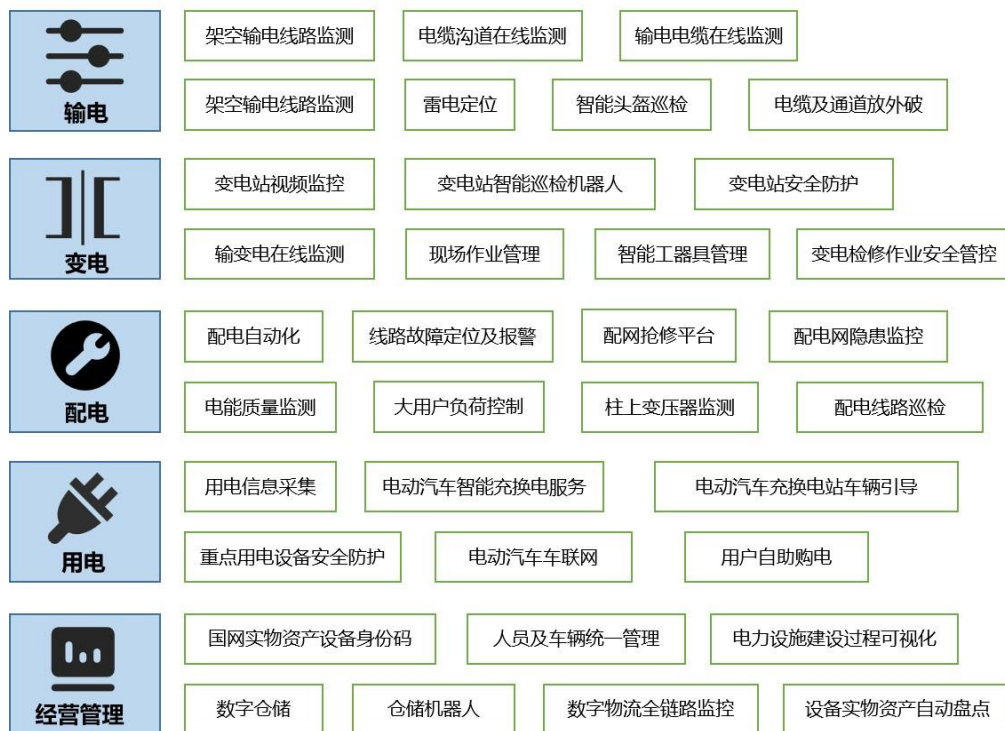 输电
架空输电线路监测
电缆沟道在线监测
输电电缆在线监测
架空输电线路监测
雷电定位
智能头盔巡检
电缆及通道放外破
变电
变电站视频监控
变电站智能巡检机器人
变电站安全防护
输变电在线监测
现场作业管理
智能工器具管理
变电检修作业安全管控
配电
配电自动化
线路故障定位及报警
配网抢修平台
配电网隐患监控
电能质量监测
大用户负荷控制
柱上变压器监测
配电线路巡检
用电
用电信息采集
电动汽车智能充换电服务
电动汽车充换电站车辆引导
重点用电设备安全防护
电动汽车车联网
用户自助购电
经营管理
国网实物资产设备身份码
人员及车辆统一管理
电力设施建设过程可视化
数字仓储
仓储机器人
数字物流全链路监控
设备实物资产自动盘点